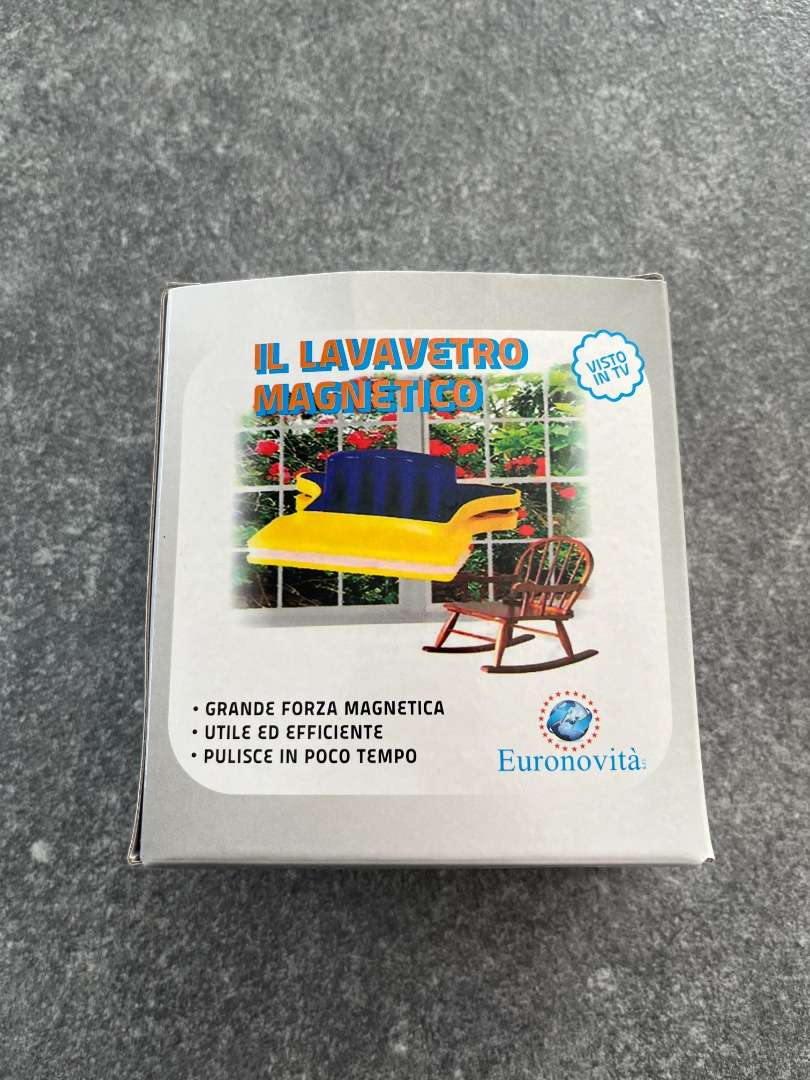 IL LAVAVETRO
MAGNETICO
VISTO
IN TV
• GRANDE FORZA MAGNETICA
• UTILE ED EFFICIENTE
• PULISCE IN POCO TEMPO
Euronovità